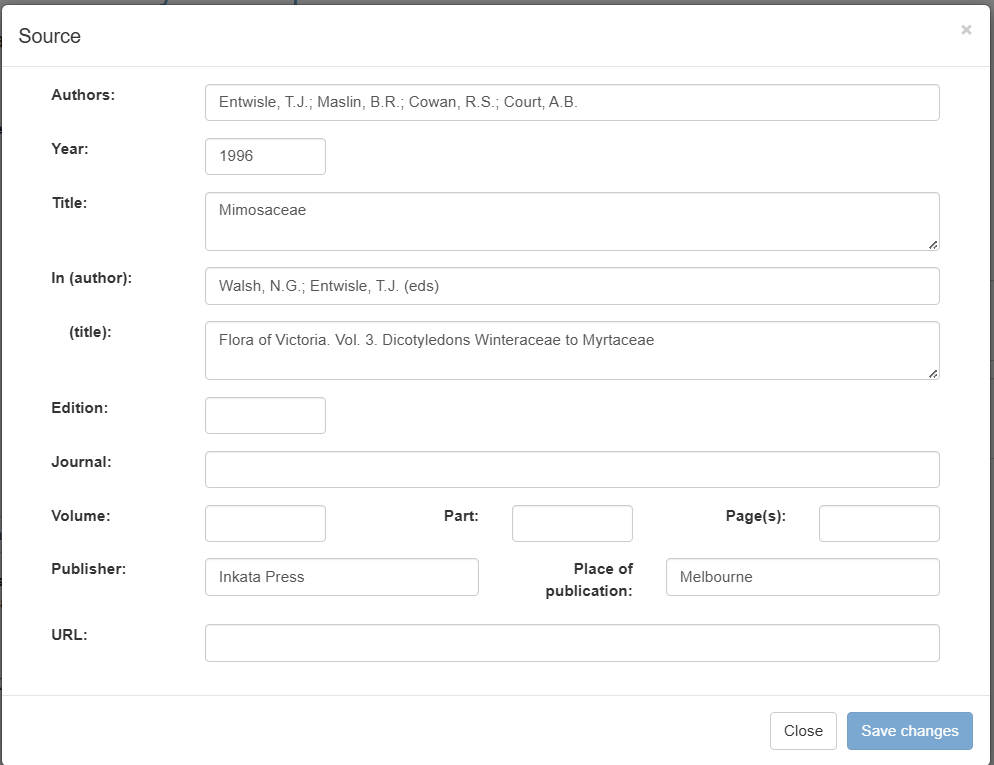 Source
×
Authors: Entwisle, T.J.; Maslin, B.R.; Cowan, R.S.; Court, A.B.
Year: 1996
Title: Mimosaceae
In (author): Walsh, N.G.; Entwisle, T.J. (eds)
(title): Flora of Victoria. Vol. 3. Dicotyledons Winteraceae to Myrtaceae
Edition:
Journal:
Volume: Part: Page(s):
Publisher: Inkata Press Place of publication: Melbourne
URL:
Close Save changes